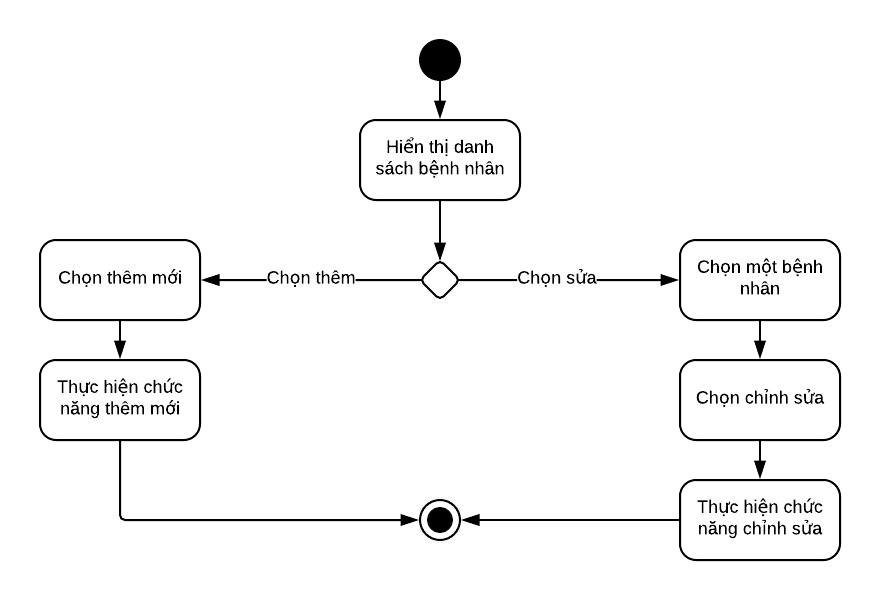 Hiển thị danh
sách bệnh nhân
Chọn thêm mới
Chọn thêm
Chọn sửa
Chọn một bệnh
nhân
Thực hiện chức
năng thêm mới
Chọn chỉnh sửa
Thực hiện chức
năng chỉnh sửa